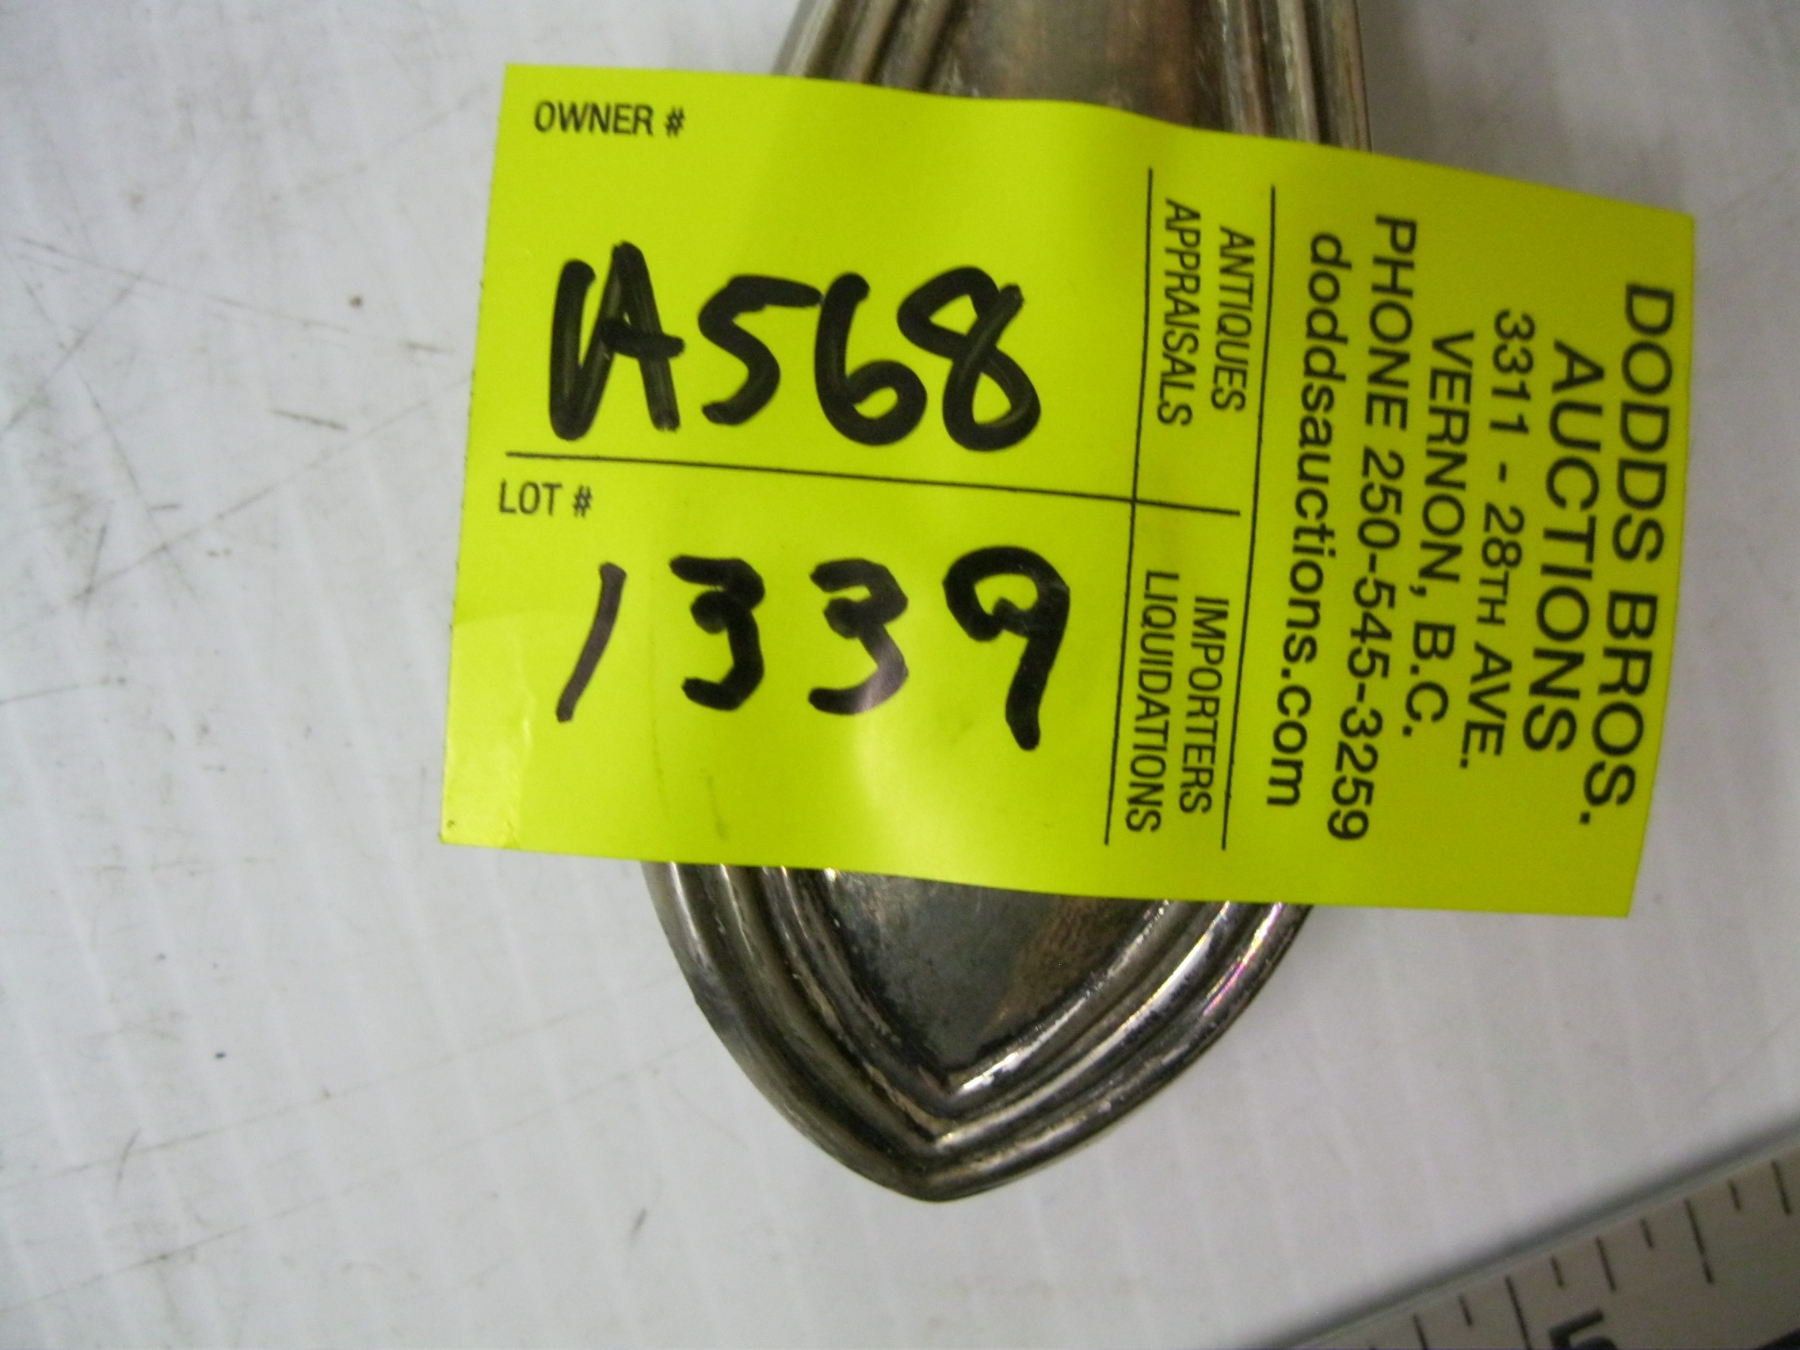 OWNER #
A568
LOT #
1339
ANTIQUES
APPRAISALS
IMPORTERS
LIQUIDATIONS
DODDS BROS.
AUCTIONS
3311 - 28TH AVE.
VERNON, B.C.
PHONE 250-545-3259
doddsauctions.com